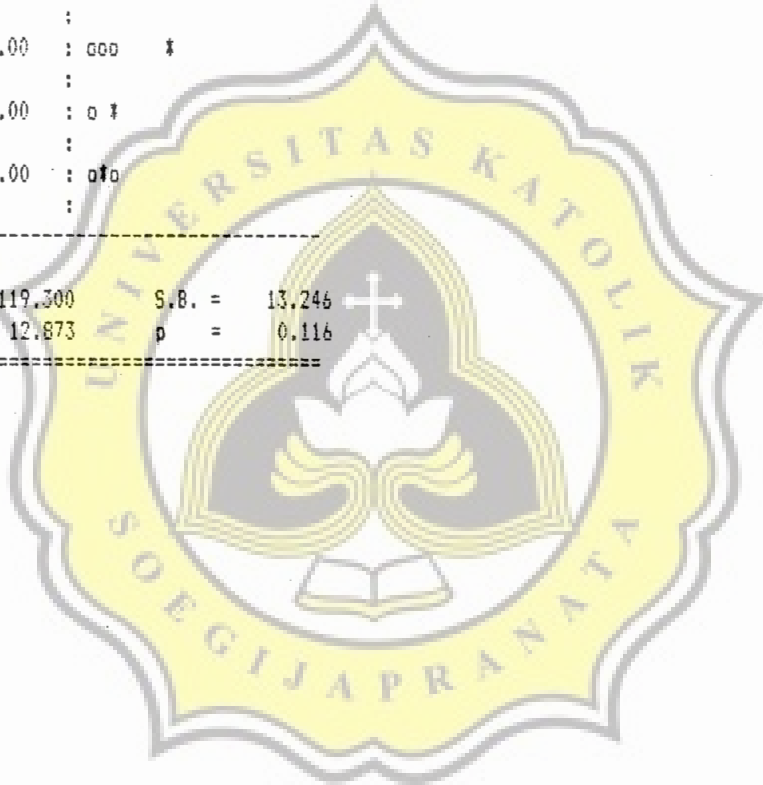 :
.00 : ooo *
:
.00 : o *
:
.00 : o*o
:
--------------------------------
119.300 S.B. = 13.246
12.873 p = 0.116
================================
UNIVERSITAS KATOLIK
SOEGIJAPRANATA